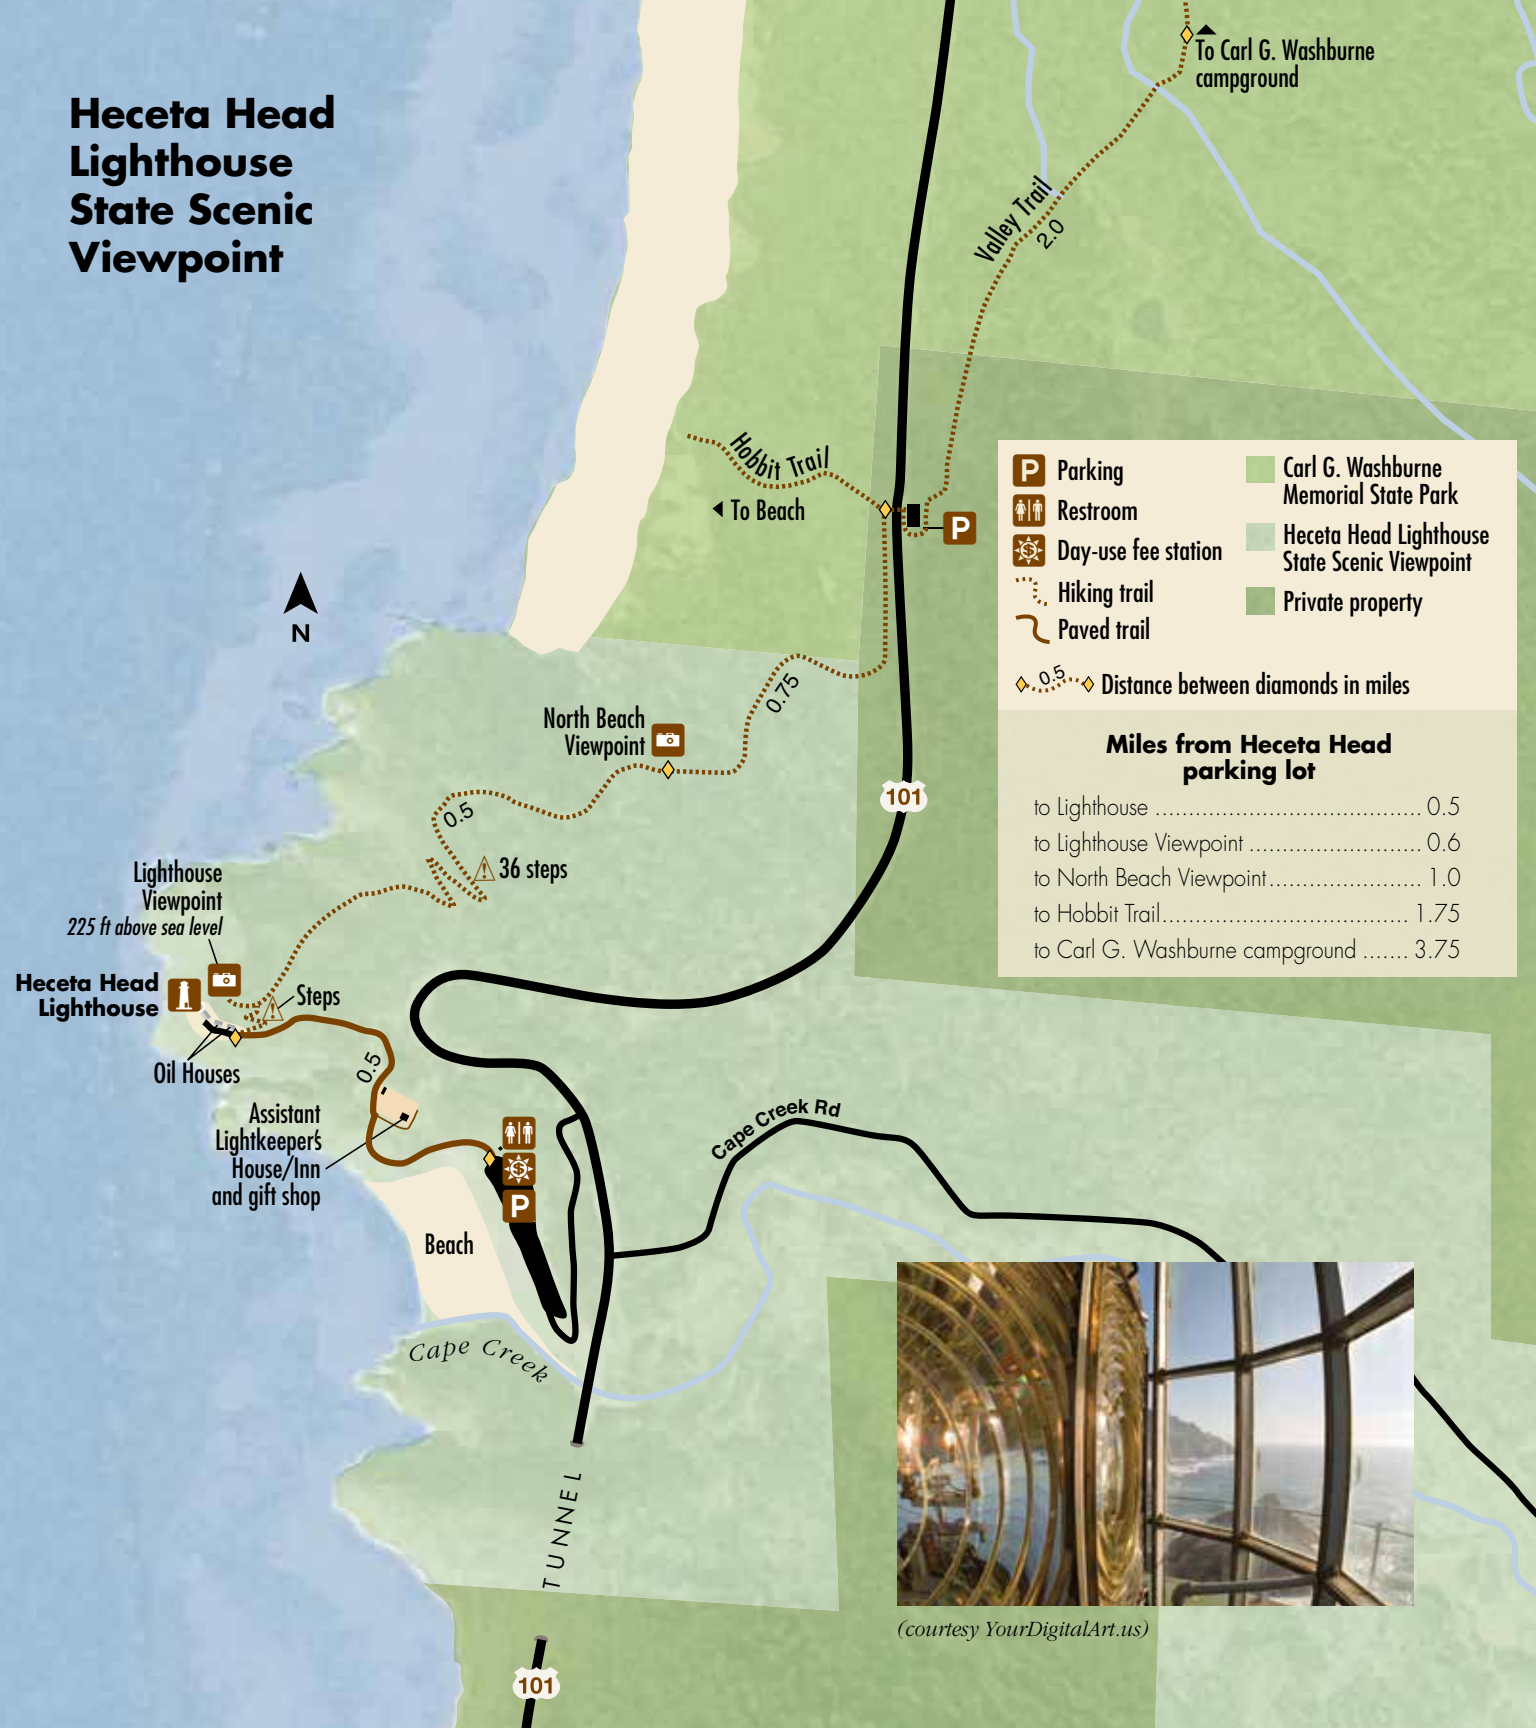 Heceta Head
Lighthouse
State Scenic
Viewpoint
To Carl G. Washburne
campground
Valley Trail
2.0
Hobbit Trail
To Beach
P
N
P Parking
Restroom
Day-use fee station
Hiking trail
Paved trail
Carl G. Washburne
Memorial State Park
Heceta Head Lighthouse
State Scenic Viewpoint
Private property
0.5 Distance between diamonds in miles
Miles from Heceta Head
parking lot
to Lighthouse ................................. 0.5
to Lighthouse Viewpoint ..................... 0.6
to North Beach Viewpoint................... 1.0
to Hobbit Trail.............................. 1.75
to Carl G. Washburne campground ....... 3.75
0.75
North Beach
Viewpoint
101
0.5
36 steps
Lighthouse
Viewpoint
225 ft above sea level
Heceta Head
Lighthouse
Steps
Oil Houses
0.5
Assistant
Lightkeeper's
House/Inn
and gift shop
P
Cape Creek Rd
Beach
Cape Creek
TUNNEL
101
(courtesy YourDigitalArt.us)